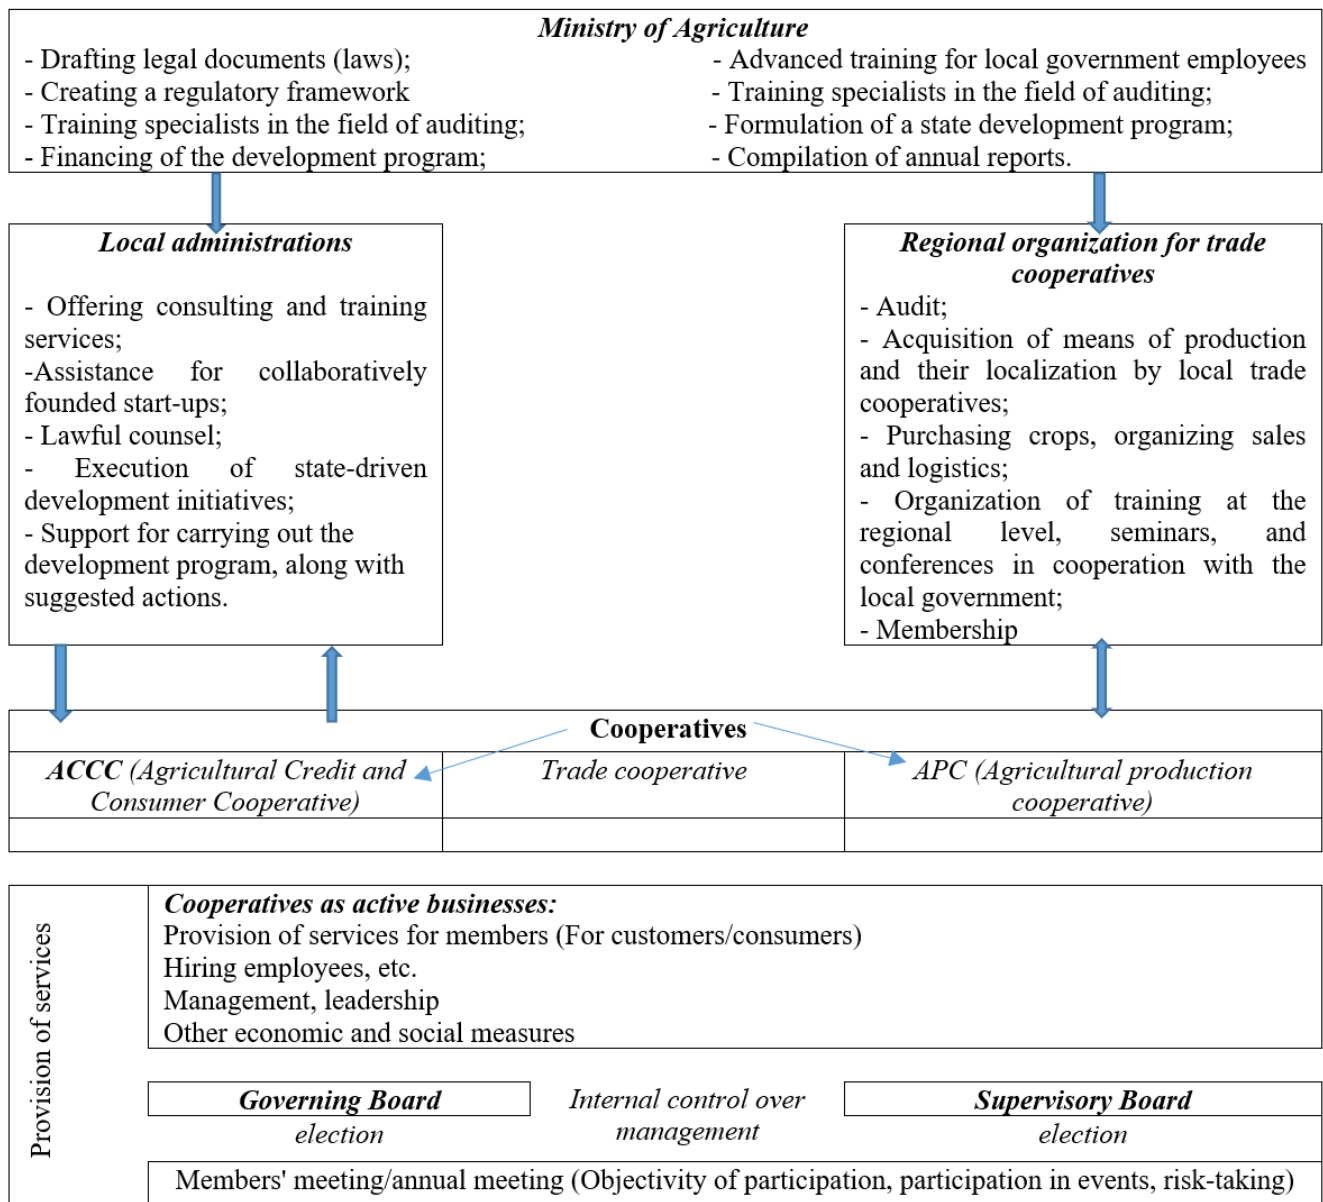 Ministry of Agriculture
- Drafting legal documents (laws);
- Creating a regulatory framework
- Training specialists in the field of auditing;
- Financing of the development program;
- Advanced training for local government employees
- Training specialists in the field of auditing;
- Formulation of a state development program;
- Compilation of annual reports.
Local administrations
- Offering consulting and training
services;
-Assistance for collaboratively
founded start-ups;
- Lawful counsel;
- Execution of state-driven
development initiatives;
- Support for carrying out the
development program, along with
suggested actions.
Regional organization for trade
cooperatives
- Audit;
- Acquisition of means of production
and their localization by local trade
cooperatives;
- Purchasing crops, organizing sales
and logistics;
- Organization of training at the
regional level, seminars, and
conferences in cooperation with the
local government;
- Membership
Cooperatives
ACCC (Agricultural Credit and
Consumer Cooperative)
Trade cooperative
APC (Agricultural production
cooperative)
Provision of services
Cooperatives as active businesses:
Provision of services for members (For customers/consumers)
Hiring employees, etc.
Management, leadership
Other economic and social measures
Governing Board
election
Internal control over
management
Supervisory Board
election
Members' meeting/annual meeting (Objectivity of participation, participation in events, risk-taking)